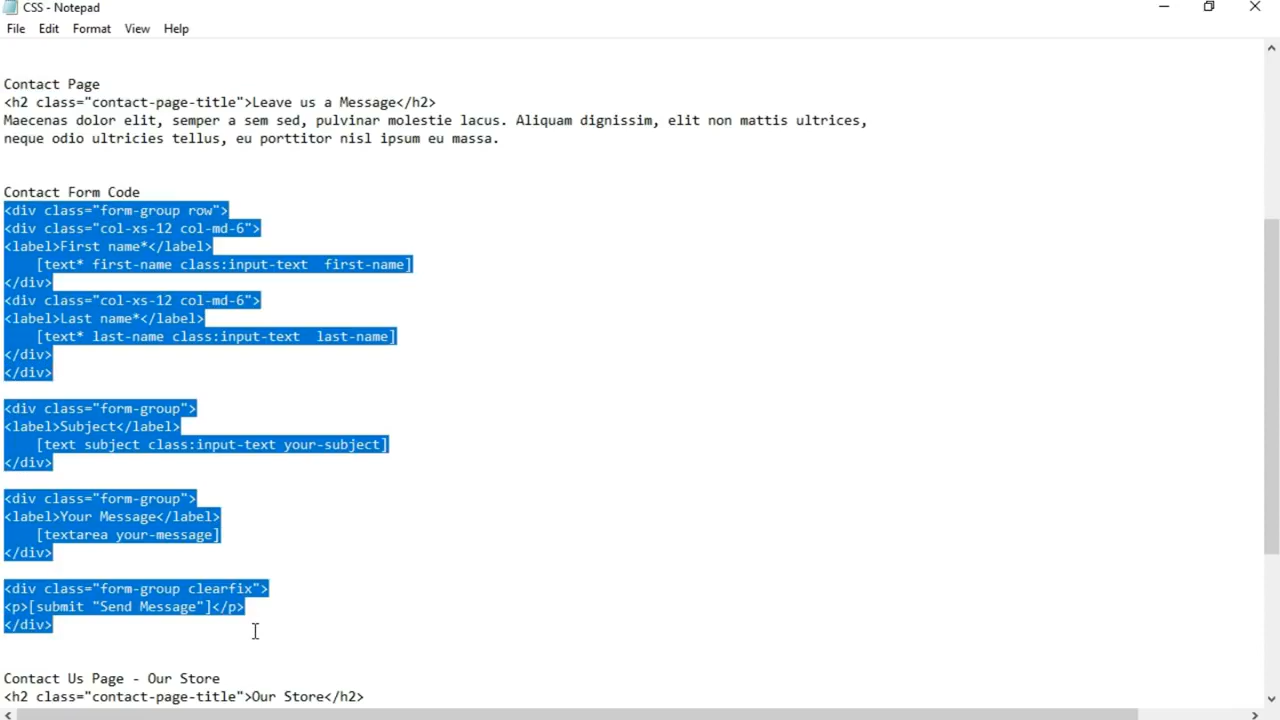 CSS - Notepad
File Edit Format View Help
Contact Page
<h2 class="contact-page-title">Leave us a Message</h2>
Maecenas dolor elit, semper a sem sed, pulvinar molestie lacus. Aliquam dignissim, elit non mattis ultrices,
neque odio ultricies tellus, eu porttitor nisl ipsum eu massa.
Contact Form Code
<div class="form-group row">
<div class="col-xs-12 col-md-6">
<label>First name*</label>
    [text* first-name class:input-text  first-name]
</div>
<div class="col-xs-12 col-md-6">
<label>Last name*</label>
    [text* last-name class:input-text  last-name]
</div>
</div>
<div class="form-group">
<label>Subject</label>
    [text subject class:input-text your-subject]
</div>
<div class="form-group">
<label>Your Message</label>
    [textarea your-message]
</div>
<div class="form-group clearfix">
<p>[submit "Send Message"]</p>
</div>
Contact Us Page - Our Store
<h2 class="contact-page-title">Our Store</h2>